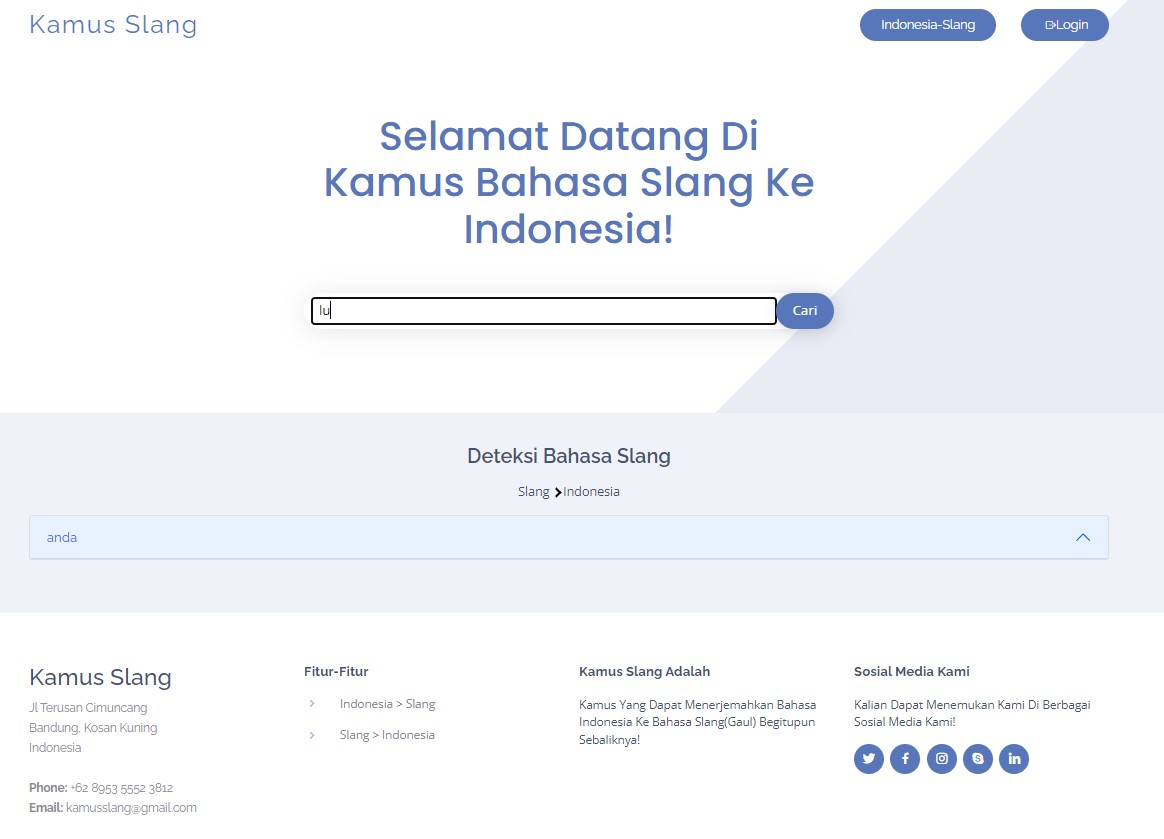 Kamus Slang
Indonesia-Slang
Login
Selamat Datang Di
Kamus Bahasa Slang Ke
Indonesia!
lu
Cari
Deteksi Bahasa Slang
Slang Indonesia
anda
Kamus Slang
Jl Terusan Cimuncang
Bandung, Kosan Kuning
Indonesia
Phone: +62 8953 5552 3812
Email: kamusslang@gmail.com
Fitur-Fitur
Indonesia > Slang
Slang > Indonesia
Kamus Slang Adalah
Kamus Yang Dapat Menerjemahkan Bahasa
Indonesia Ke Bahasa Slang(Gaul) Begitupun
Sebaliknya!
Sosial Media Kami
Kalian Dapat Menemukan Kami Di Berbagai
Sosial Media Kami!